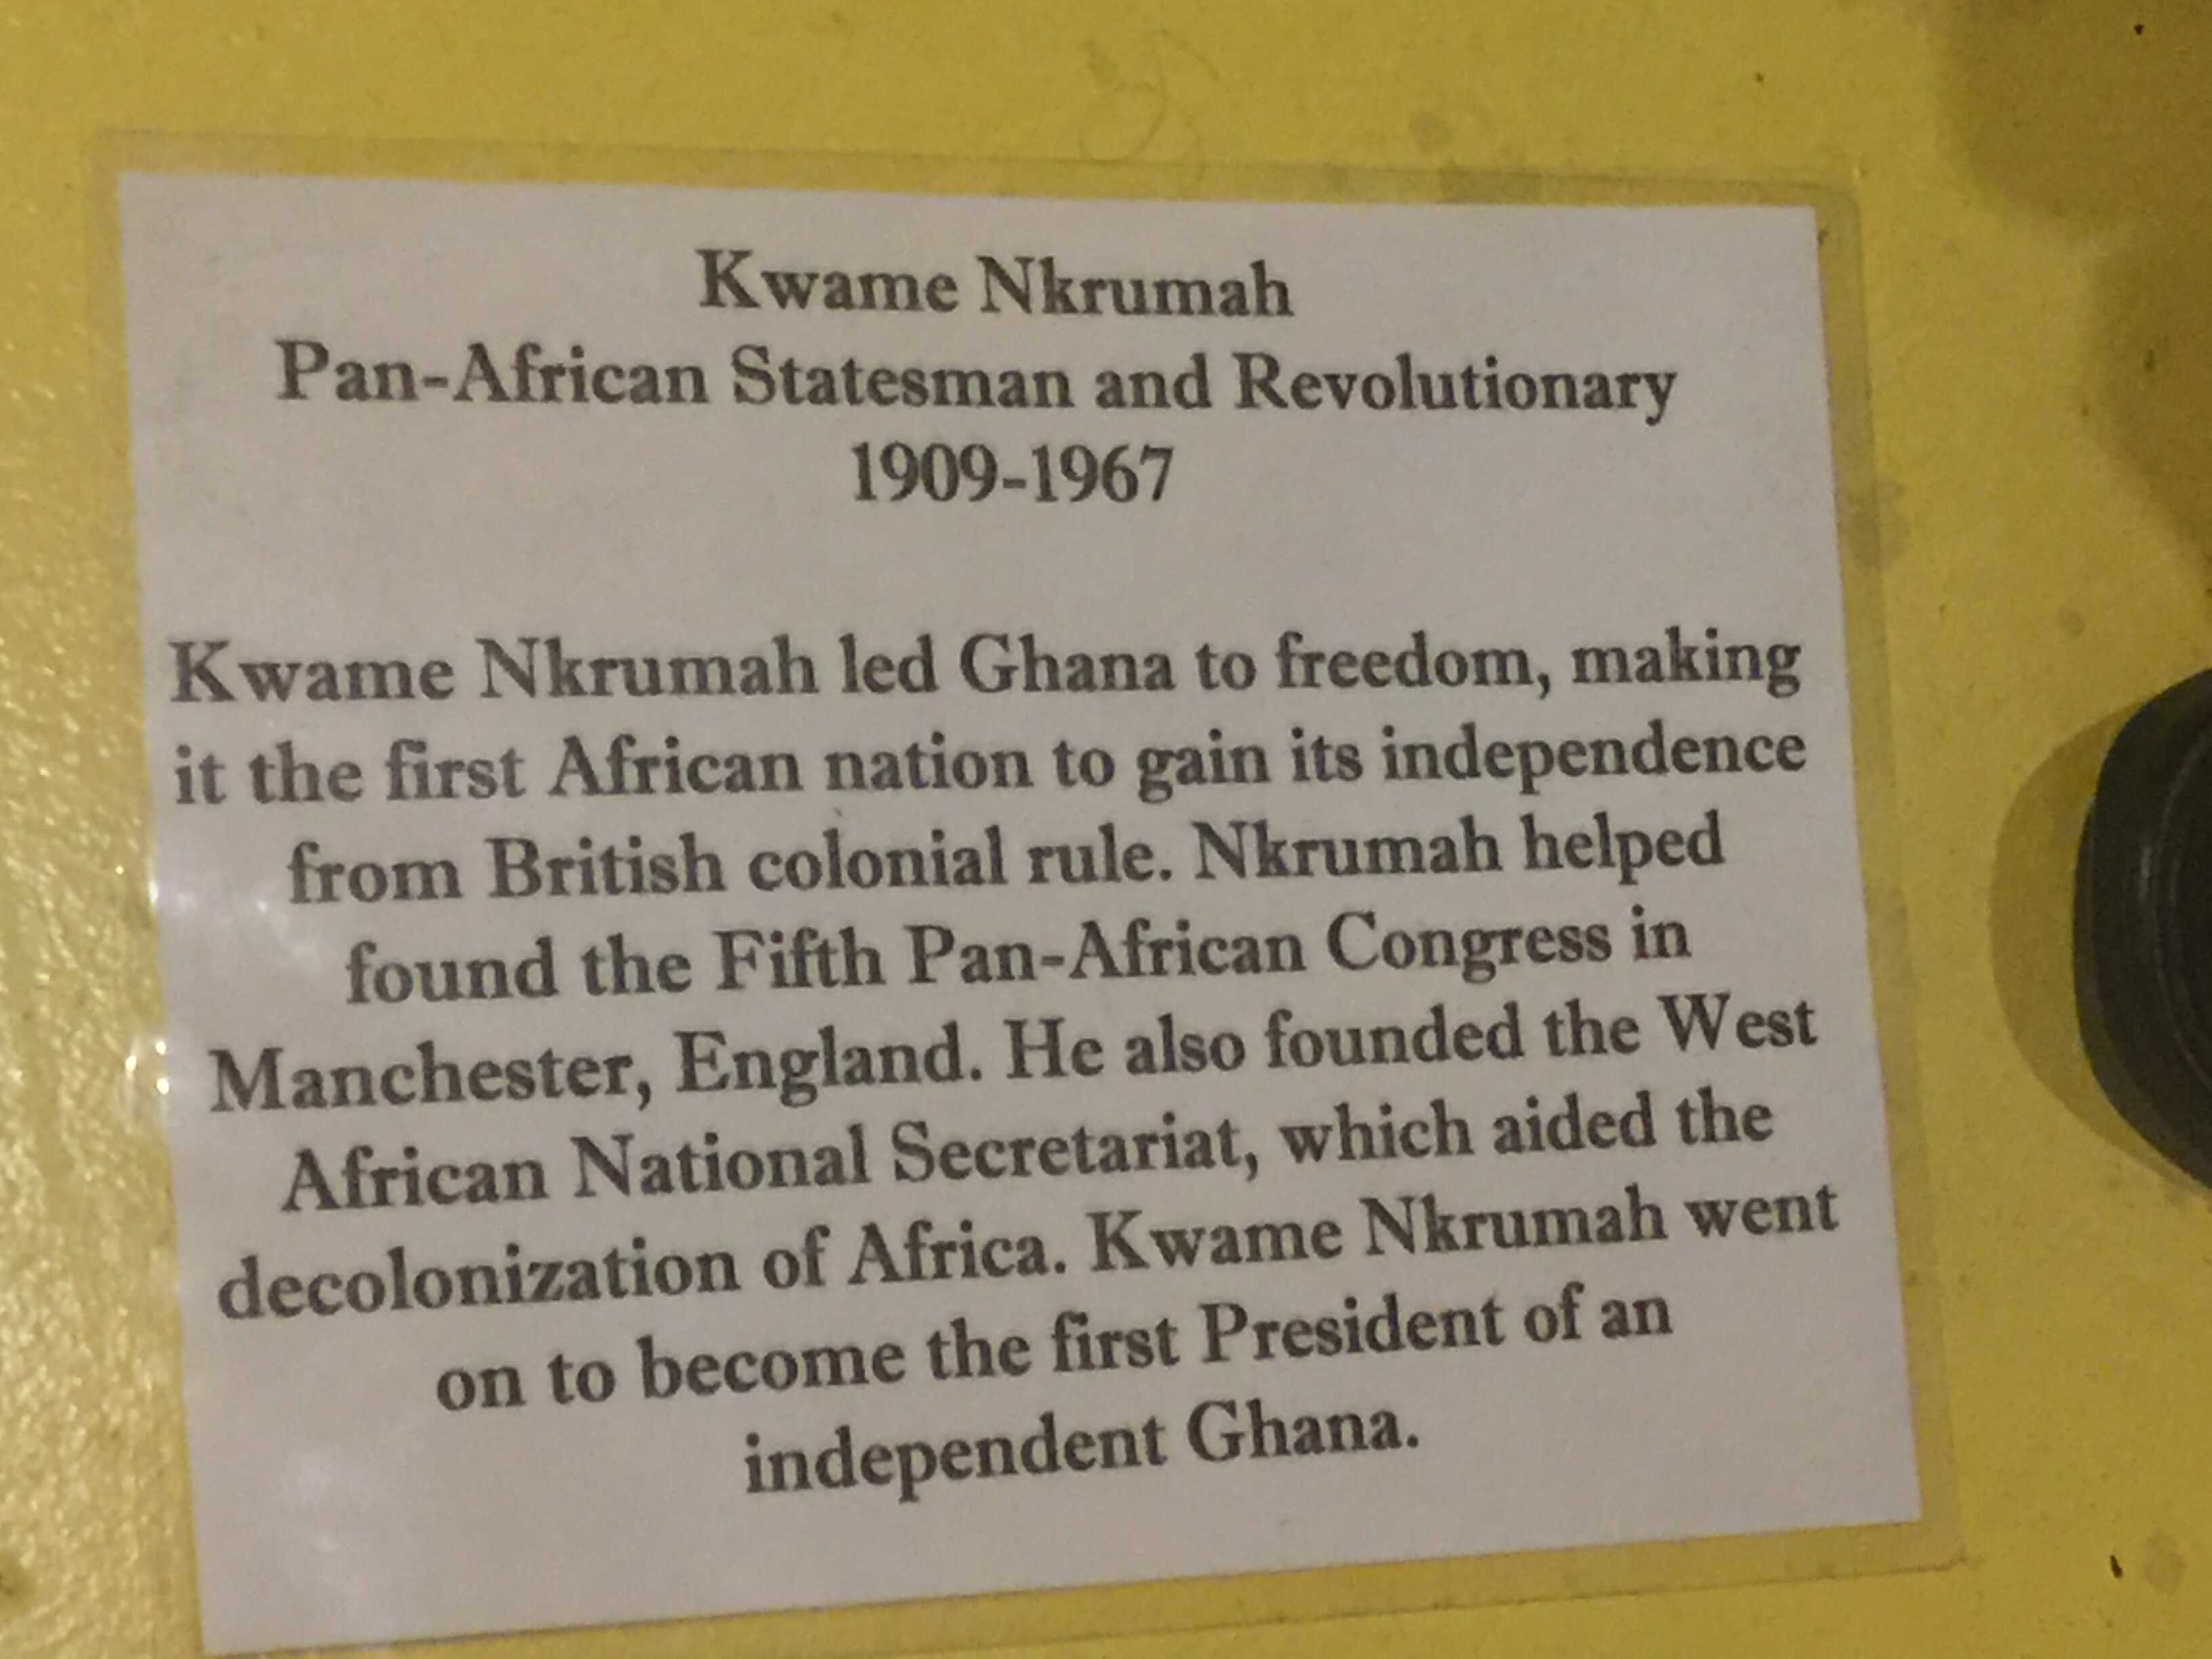 Kwame Nkrumah
Pan-African Statesman and Revolutionary
1909-1967
Kwame Nkrumah led Ghana to freedom, making
it the first African nation to gain its independence
from British colonial rule. Nkrumah helped
found the Fifth Pan-African Congress in
Manchester, England. He also founded the West
African National Secretariat, which aided the
decolonization of Africa. Kwame Nkrumah went
on to become the first President of an
independent Ghana.